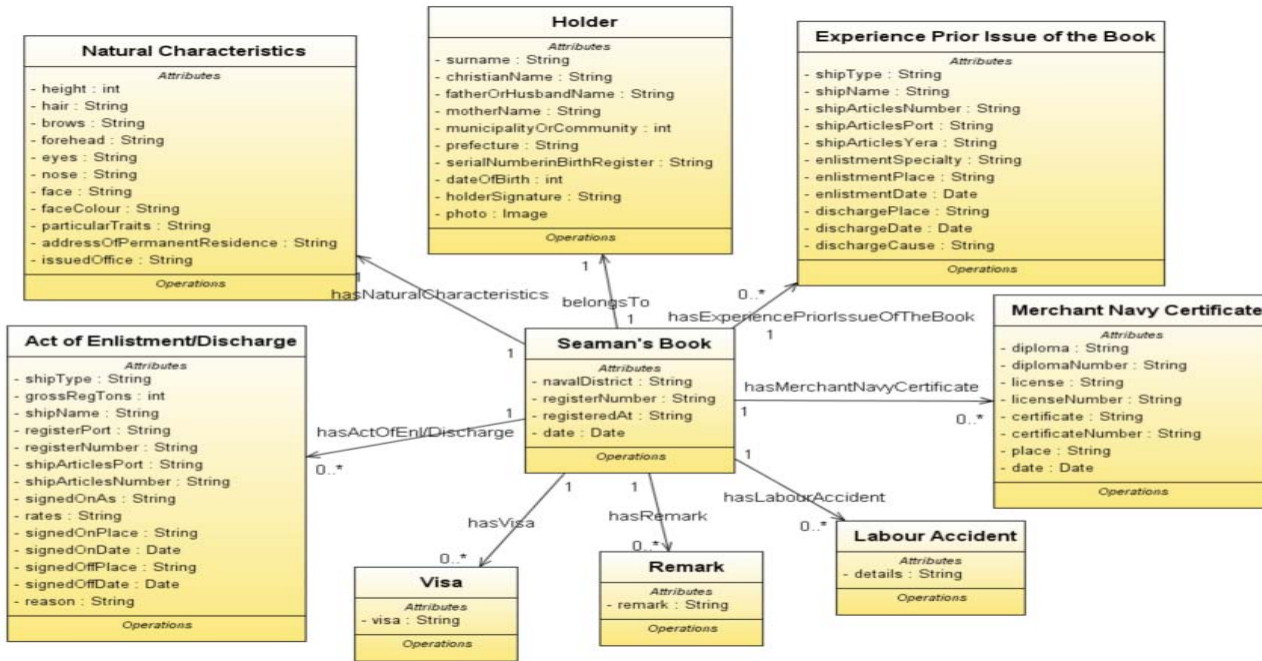 Natural Characteristics
Attributes
- height : int
- hair : String
- brows : String
- forehead : String
- eyes : String
- nose : String
- face : String
- faceColour : String
- particularTraits : String
- addressOfPermanentResidence : String
- issuedOffice : String
Operations
Holder
Attributes
- surname : String
- christianName : String
- fatherOrHusbandName : String
- motherName : String
- municipalityOrCommunity : int
- prefecture : String
- serialNumberinBirthRegister : String
- dateOfBirth : int
- holderSignature : String
- photo : Image
Operations
Experience Prior Issue of the Book
Attributes
- shipType : String
- shipName : String
- shipArticlesNumber : String
- shipArticlesPort : String
- shipArticlesYera : String
- enlistmentSpecialty : String
- enlistmentPlace : String
- enlistmentDate : Date
- dischargePlace : String
- dischargeDate : Date
- dischargeCause : String
Operations
1
hasNaturalCharacteristics
1
1
belongsTo
1
0..*
hasExperiencePriorIssueOfTheBook
1
Act of Enlistment/Discharge
Attributes
- shipType : String
- grossRegTons : int
- shipName : String
- registerPort : String
- registerNumber : String
- shipArticlesPort : String
- shipArticlesNumber : String
- signedOnAs : String
- rates : String
- signedOnPlace : String
- signedOnDate : Date
- signedOffPlace : String
- signedOffDate : Date
- reason : String
Operations
Seaman's Book
Attributes
- navalDistrict : String
- registerNumber : String
- registeredAt : String
- date : Date
Operations
Merchant Navy Certificate
Attributes
- diploma : String
- diplomaNumber : String
- license : String
- licenseNumber : String
- certificate : String
- certificateNumber : String
- place : String
- date : Date
Operations
hasMerchantNavyCertificate
1
0..*
1
hasActOfEnl/Discharge
0..*
1
hasVisa
0..*
1
hasRemark
0..*
1
hasLabourAccident
0..*
Visa
Attributes
- visa : String
Operations
Remark
Attributes
- remark : String
Operations
Labour Accident
Attributes
- details : String
Operations